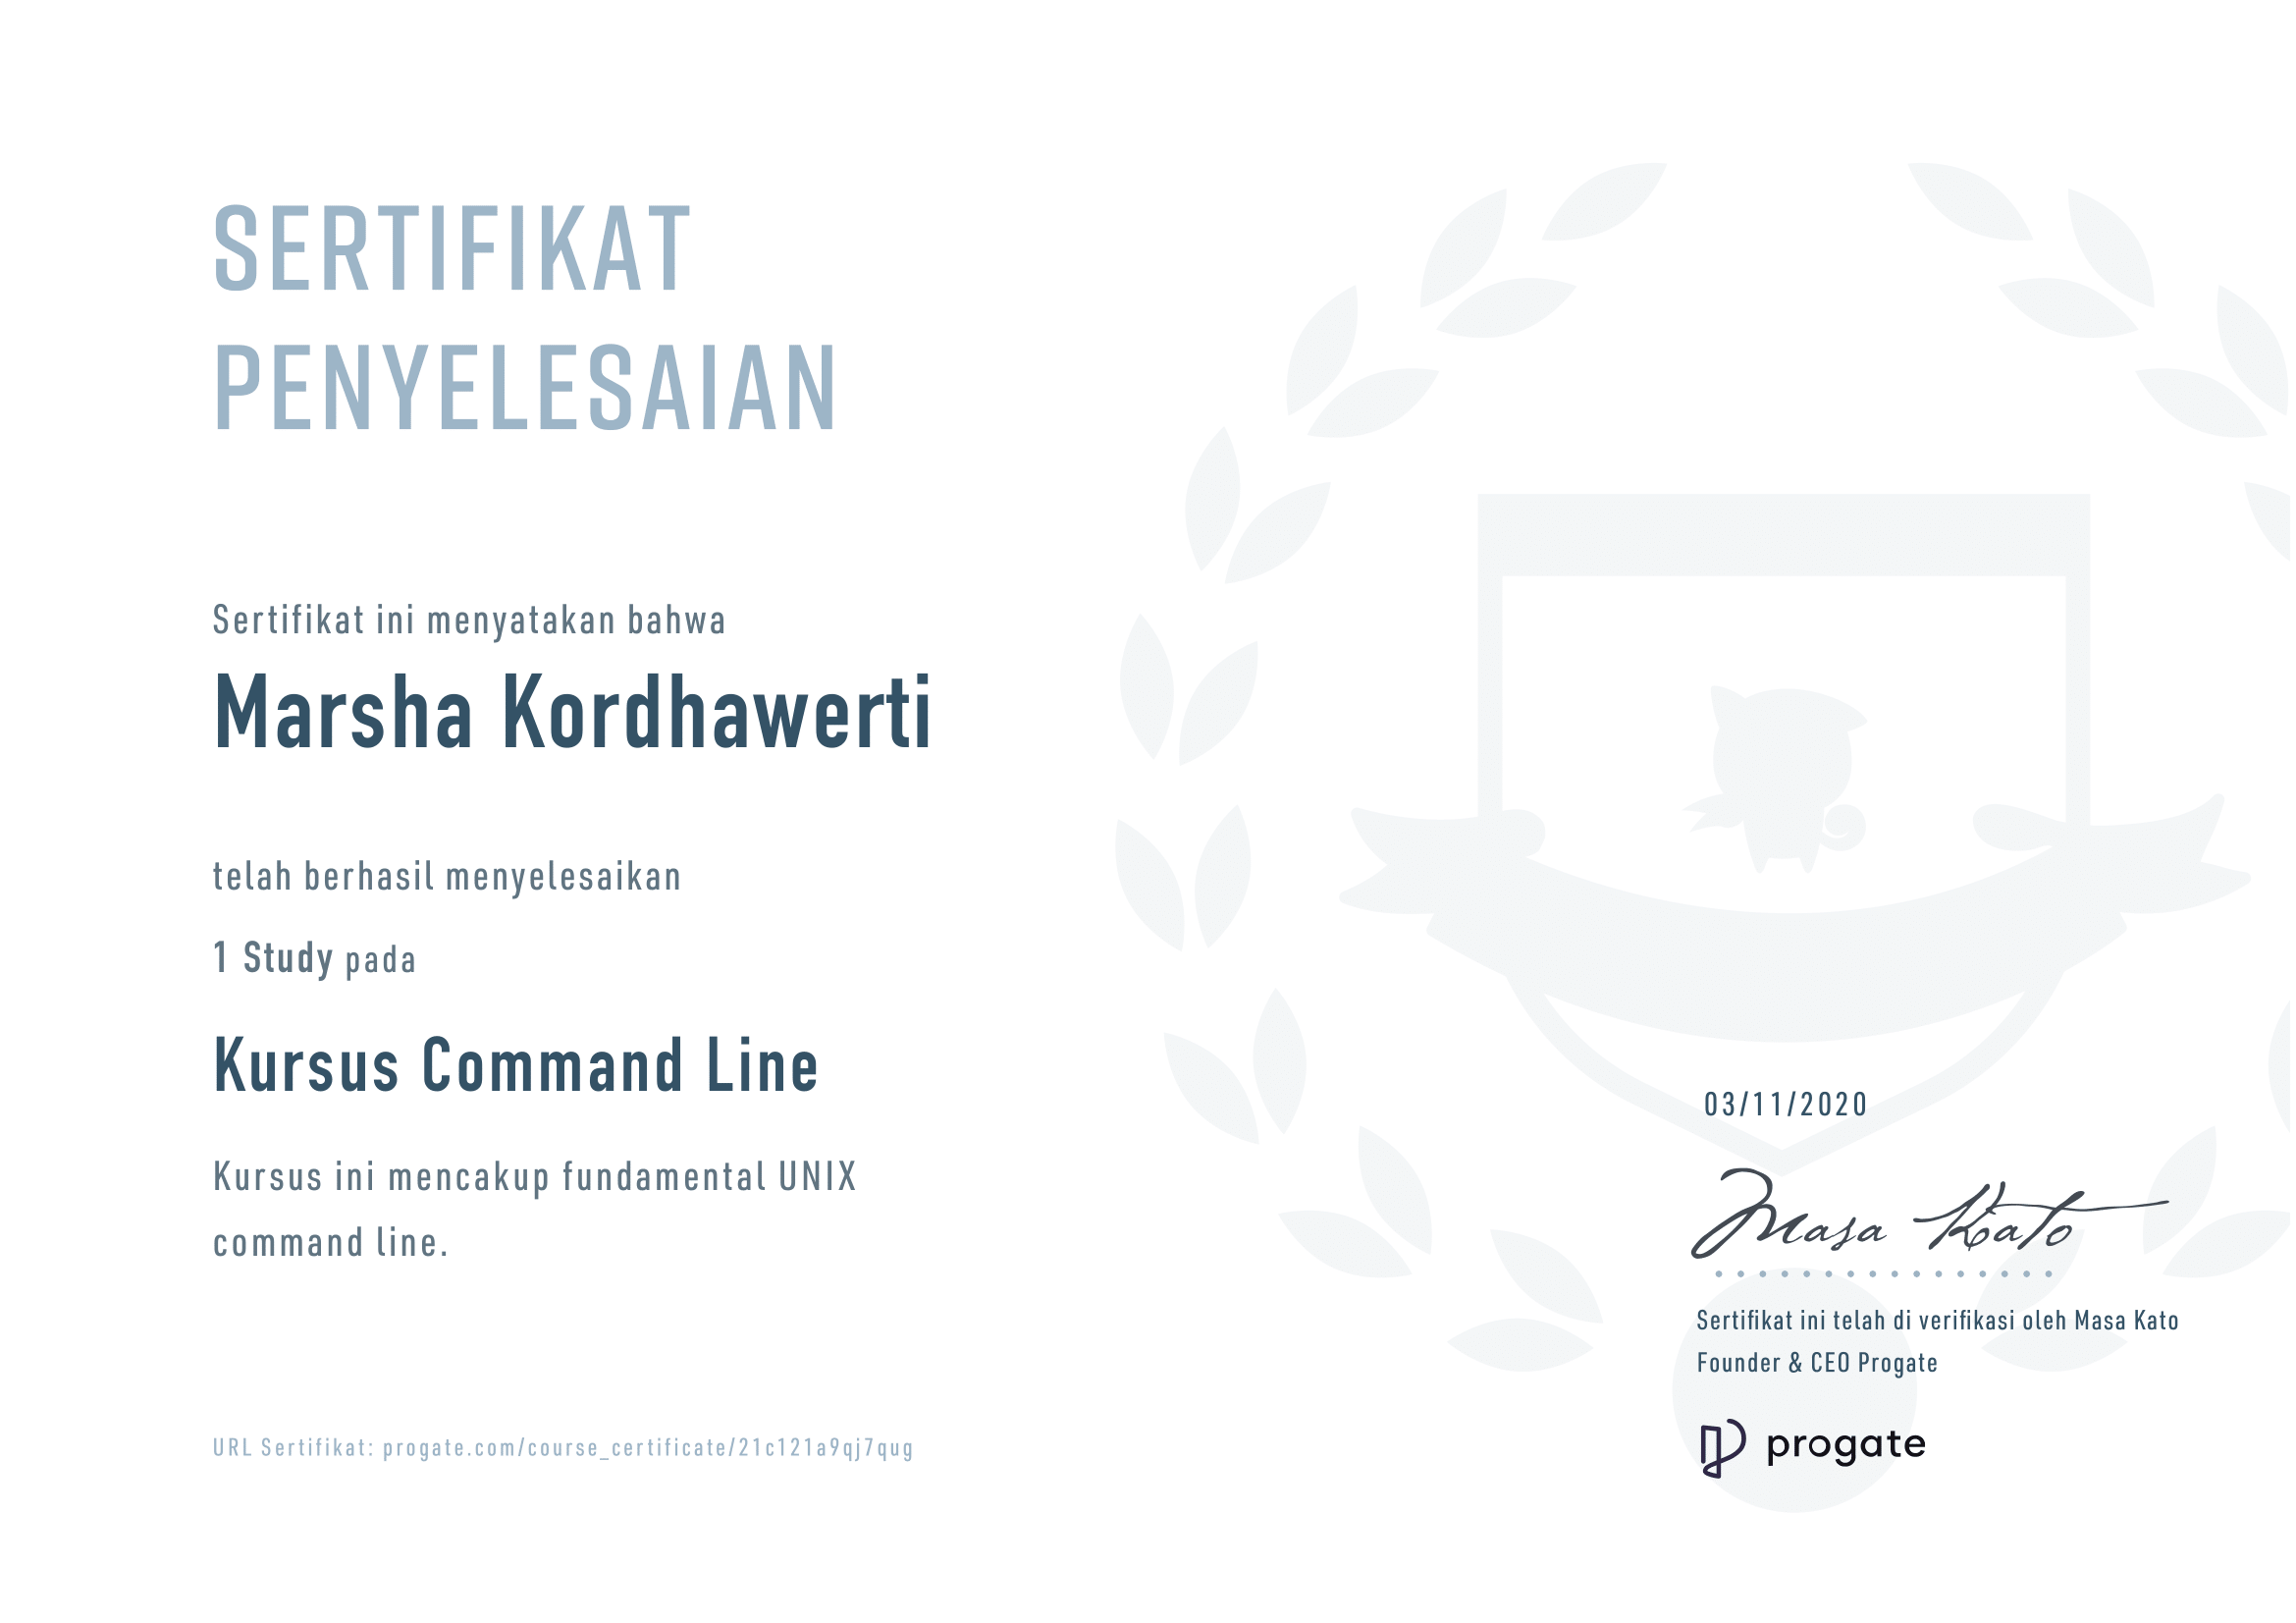 SERTIFIKAT
PENYELESAIAN
Sertifikat ini menyatakan bahwa
Marsha Kordhawerti
telah berhasil menyelesaikan
1 Study pada
Kursus Command Line
Kursus ini mencakup fundamental UNIX
command line.
URL Sertifikat: progate.com/course_certificate/21c121a9qj7qug
03/11/2020
Masa Kato
Sertifikat ini telah di verifikasi oleh Masa Kato
Founder & CEO Progate
progate